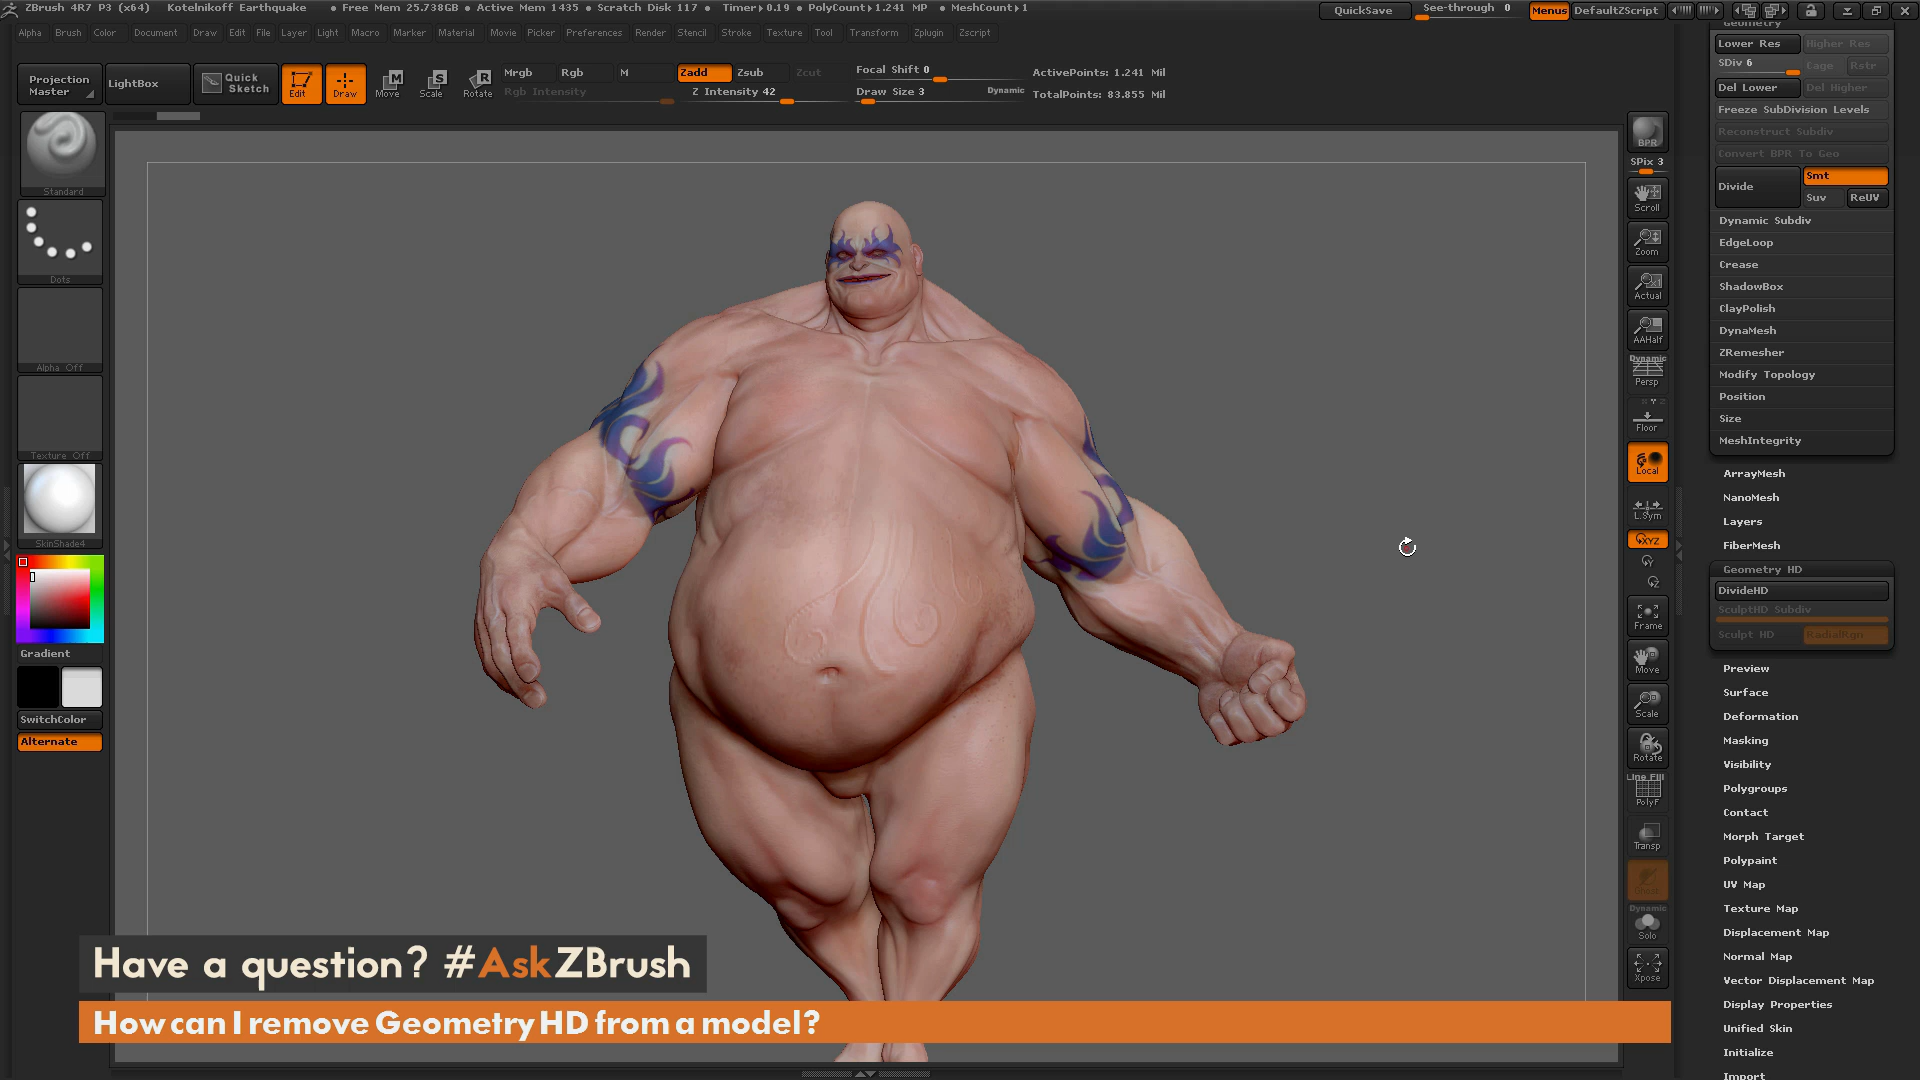 ZBrush 4R7 P3 (x64) Kotelnikoff Earthquake • Free Mem 25.738GB • Active Mem 1435 • Scratch Disk 117 • Timer▸0.19 • PolyCount▸1.241 MP • MeshCount▸1
QuickSave See-through 0 Menus DefaultZScript
Alpha Brush Color Document Draw Edit File Layer Light Macro Marker Material Movie Picker Preferences Render Stencil Stroke Texture Tool Transform Zplugin Zscript
Projection Master
LightBox
Quick Sketch
Edit
Draw
Move
Scale
Rotate
Mrgb Rgb M
Rgb Intensity
Zadd Zsub Zcut
Z Intensity 42
Focal Shift 0
Draw Size 3 Dynamic
ActivePoints: 1.241 Mil
TotalPoints: 83.855 Mil
Standard
Dots
Alpha Off
Texture Off
SkinShade4
Gradient
SwitchColor
Alternate
BPR
SPix 3
Scroll
Zoom
Actual
AAHalf
Dynamic
Persp
Floor
Local
L.Sym
XYZ
Y
Z
Frame
Move
Scale
Rotate
Line Fill
PolyF
Transp
Ghost
Dynamic
Solo
Xpose
Geometry
Lower Res Higher Res
SDiv 6 Cage Rstr
Del Lower Del Higher
Freeze SubDivision Levels
Reconstruct Subdiv
Convert BPR To Geo
Divide Smt
Suv ReUV
Dynamic Subdiv
EdgeLoop
Crease
ShadowBox
ClayPolish
DynaMesh
ZRemesher
Modify Topology
Position
Size
MeshIntegrity
ArrayMesh
NanoMesh
Layers
FiberMesh
Geometry HD
DivideHD
SculptHD Subdiv
Sculpt HD RadialRgn
Preview
Surface
Deformation
Masking
Visibility
Polygroups
Contact
Morph Target
Polypaint
UV Map
Texture Map
Displacement Map
Normal Map
Vector Displacement Map
Display Properties
Unified Skin
Initialize
Import
Have a question? #AskZBrush
How can I remove Geometry HD from a model?